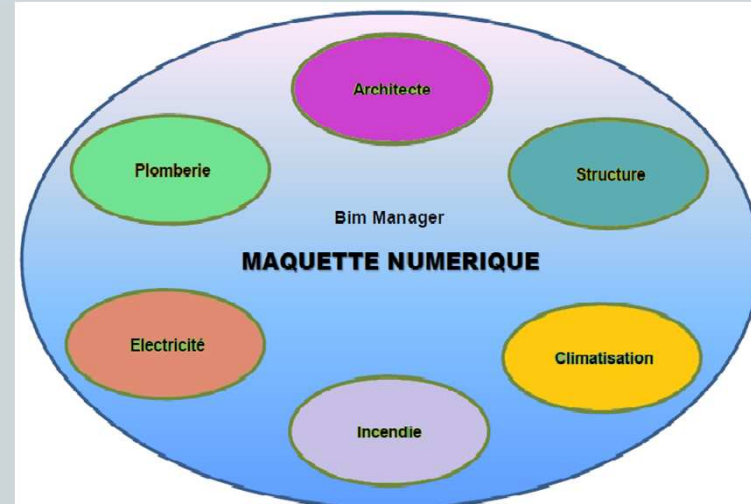 Architecte
Plomberie
Structure
Bim Manager
MAQUETTE NUMERIQUE
Electricité
Climatisation
Incendie